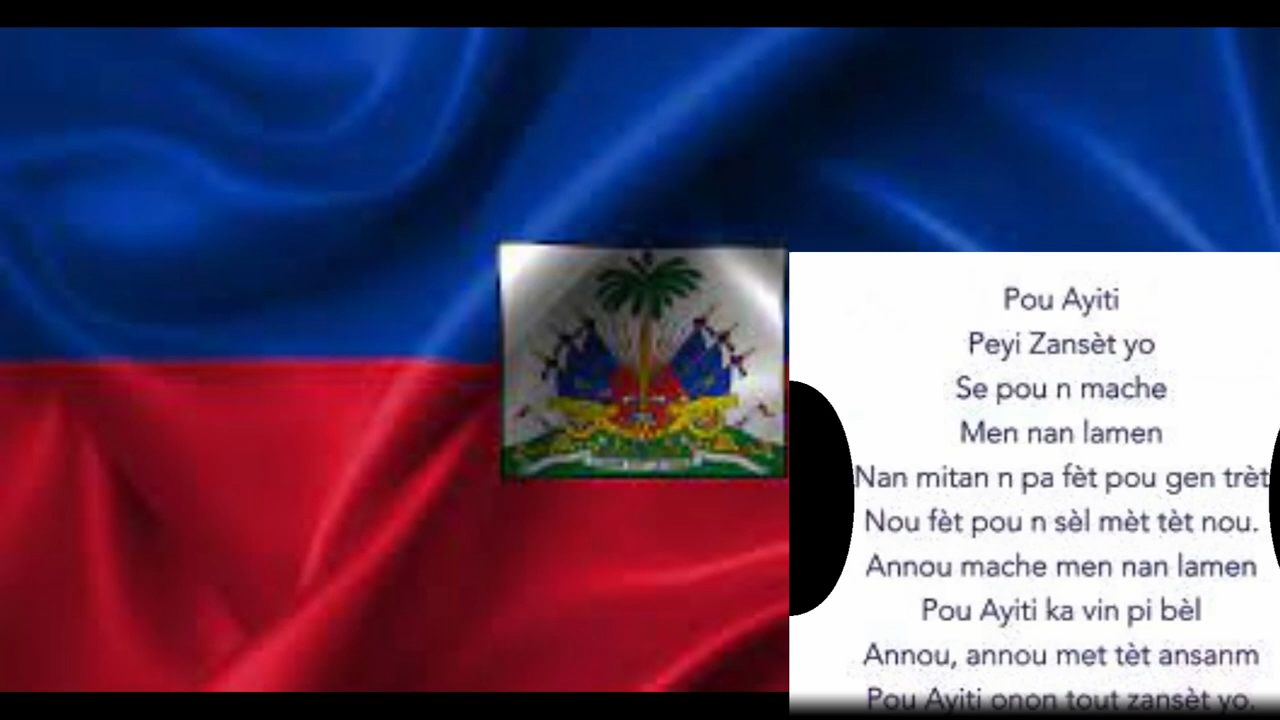 Pou Ayiti
Peyi Zansèt yo
Se pou n mache
Men nan lamen
Nan mitan n pa fèt pou gen trèt
Nou fèt pou n sèl mèt tèt nou.
Annou mache men nan lamen
Pou Ayiti ka vin pi bèl
Annou, annou met tèt ansanm
Pou Ayiti onon tout zansèt yo.